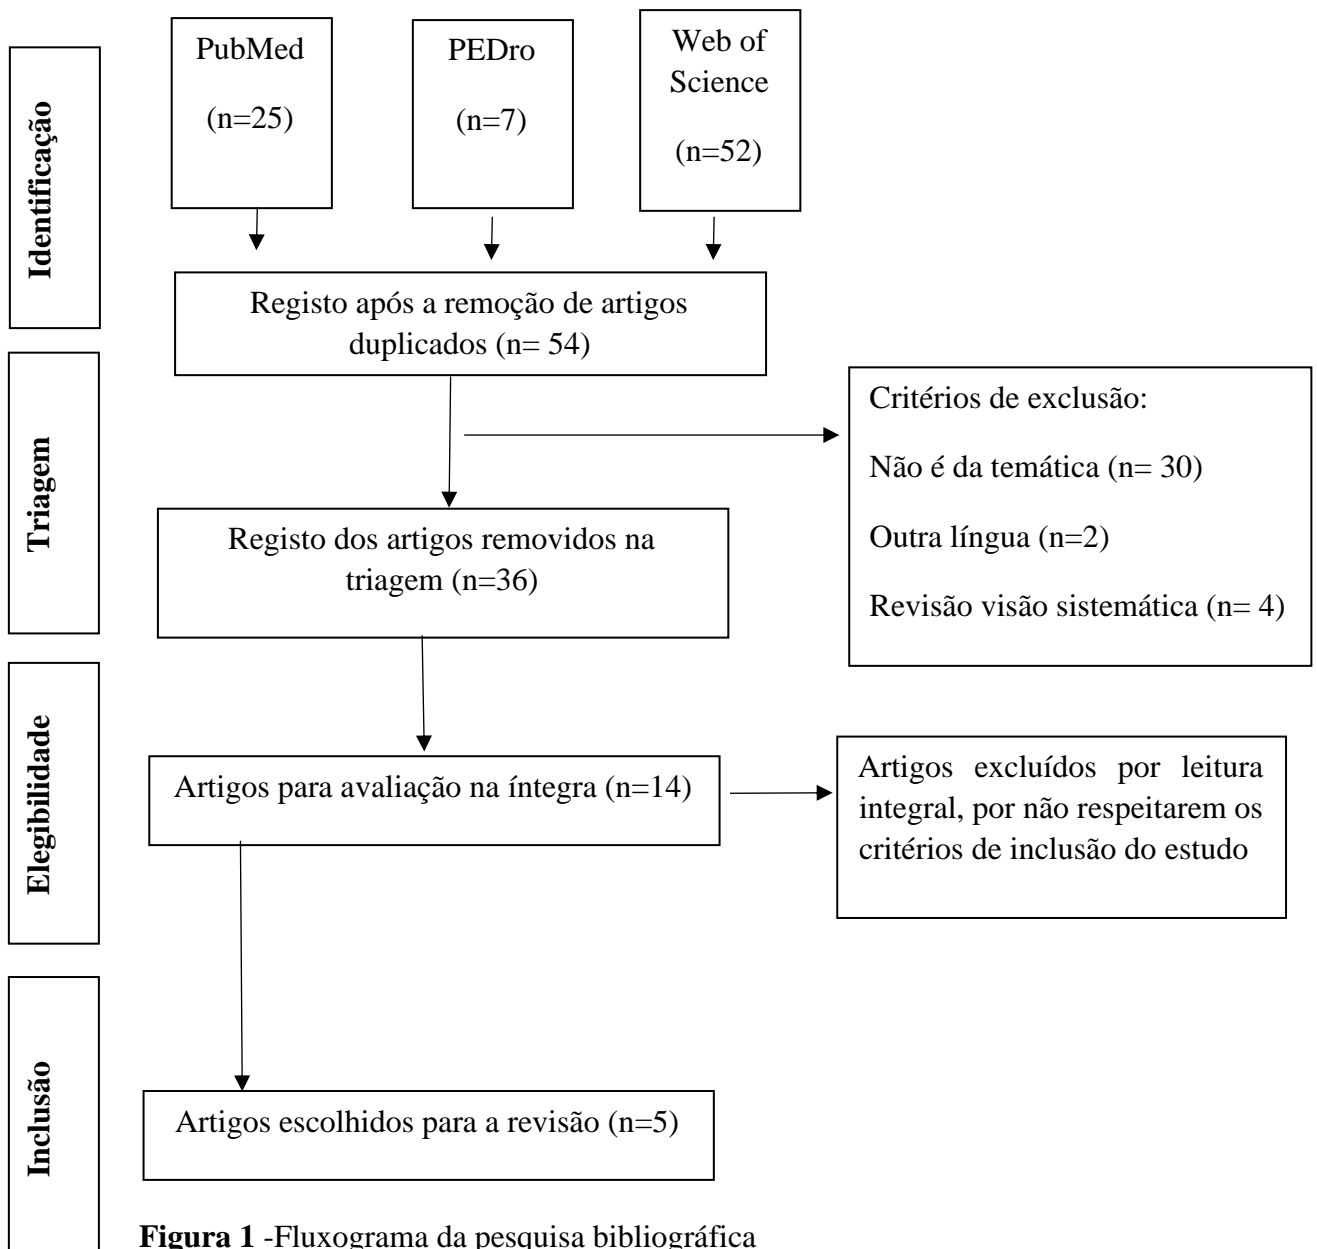 PubMed
(n=25)
PEDro
(n=7)
Web of
Science
(n=52)
Identificação
Registo após a remoção de artigos
duplicados (n= 54)
Triagem
Critérios de exclusão:
Não é da temática (n= 30)
Outra língua (n=2)
Revisão visão sistemática (n= 4)
Registo dos artigos removidos na
triagem (n=36)
Elegibilidade
Artigos para avaliação na íntegra (n=14)
Artigos excluídos por leitura
integral, por não respeitarem os
critérios de inclusão do estudo
Inclusão
Artigos escolhidos para a revisão (n=5)
Figura 1 -Fluxograma da pesquisa bibliográfica